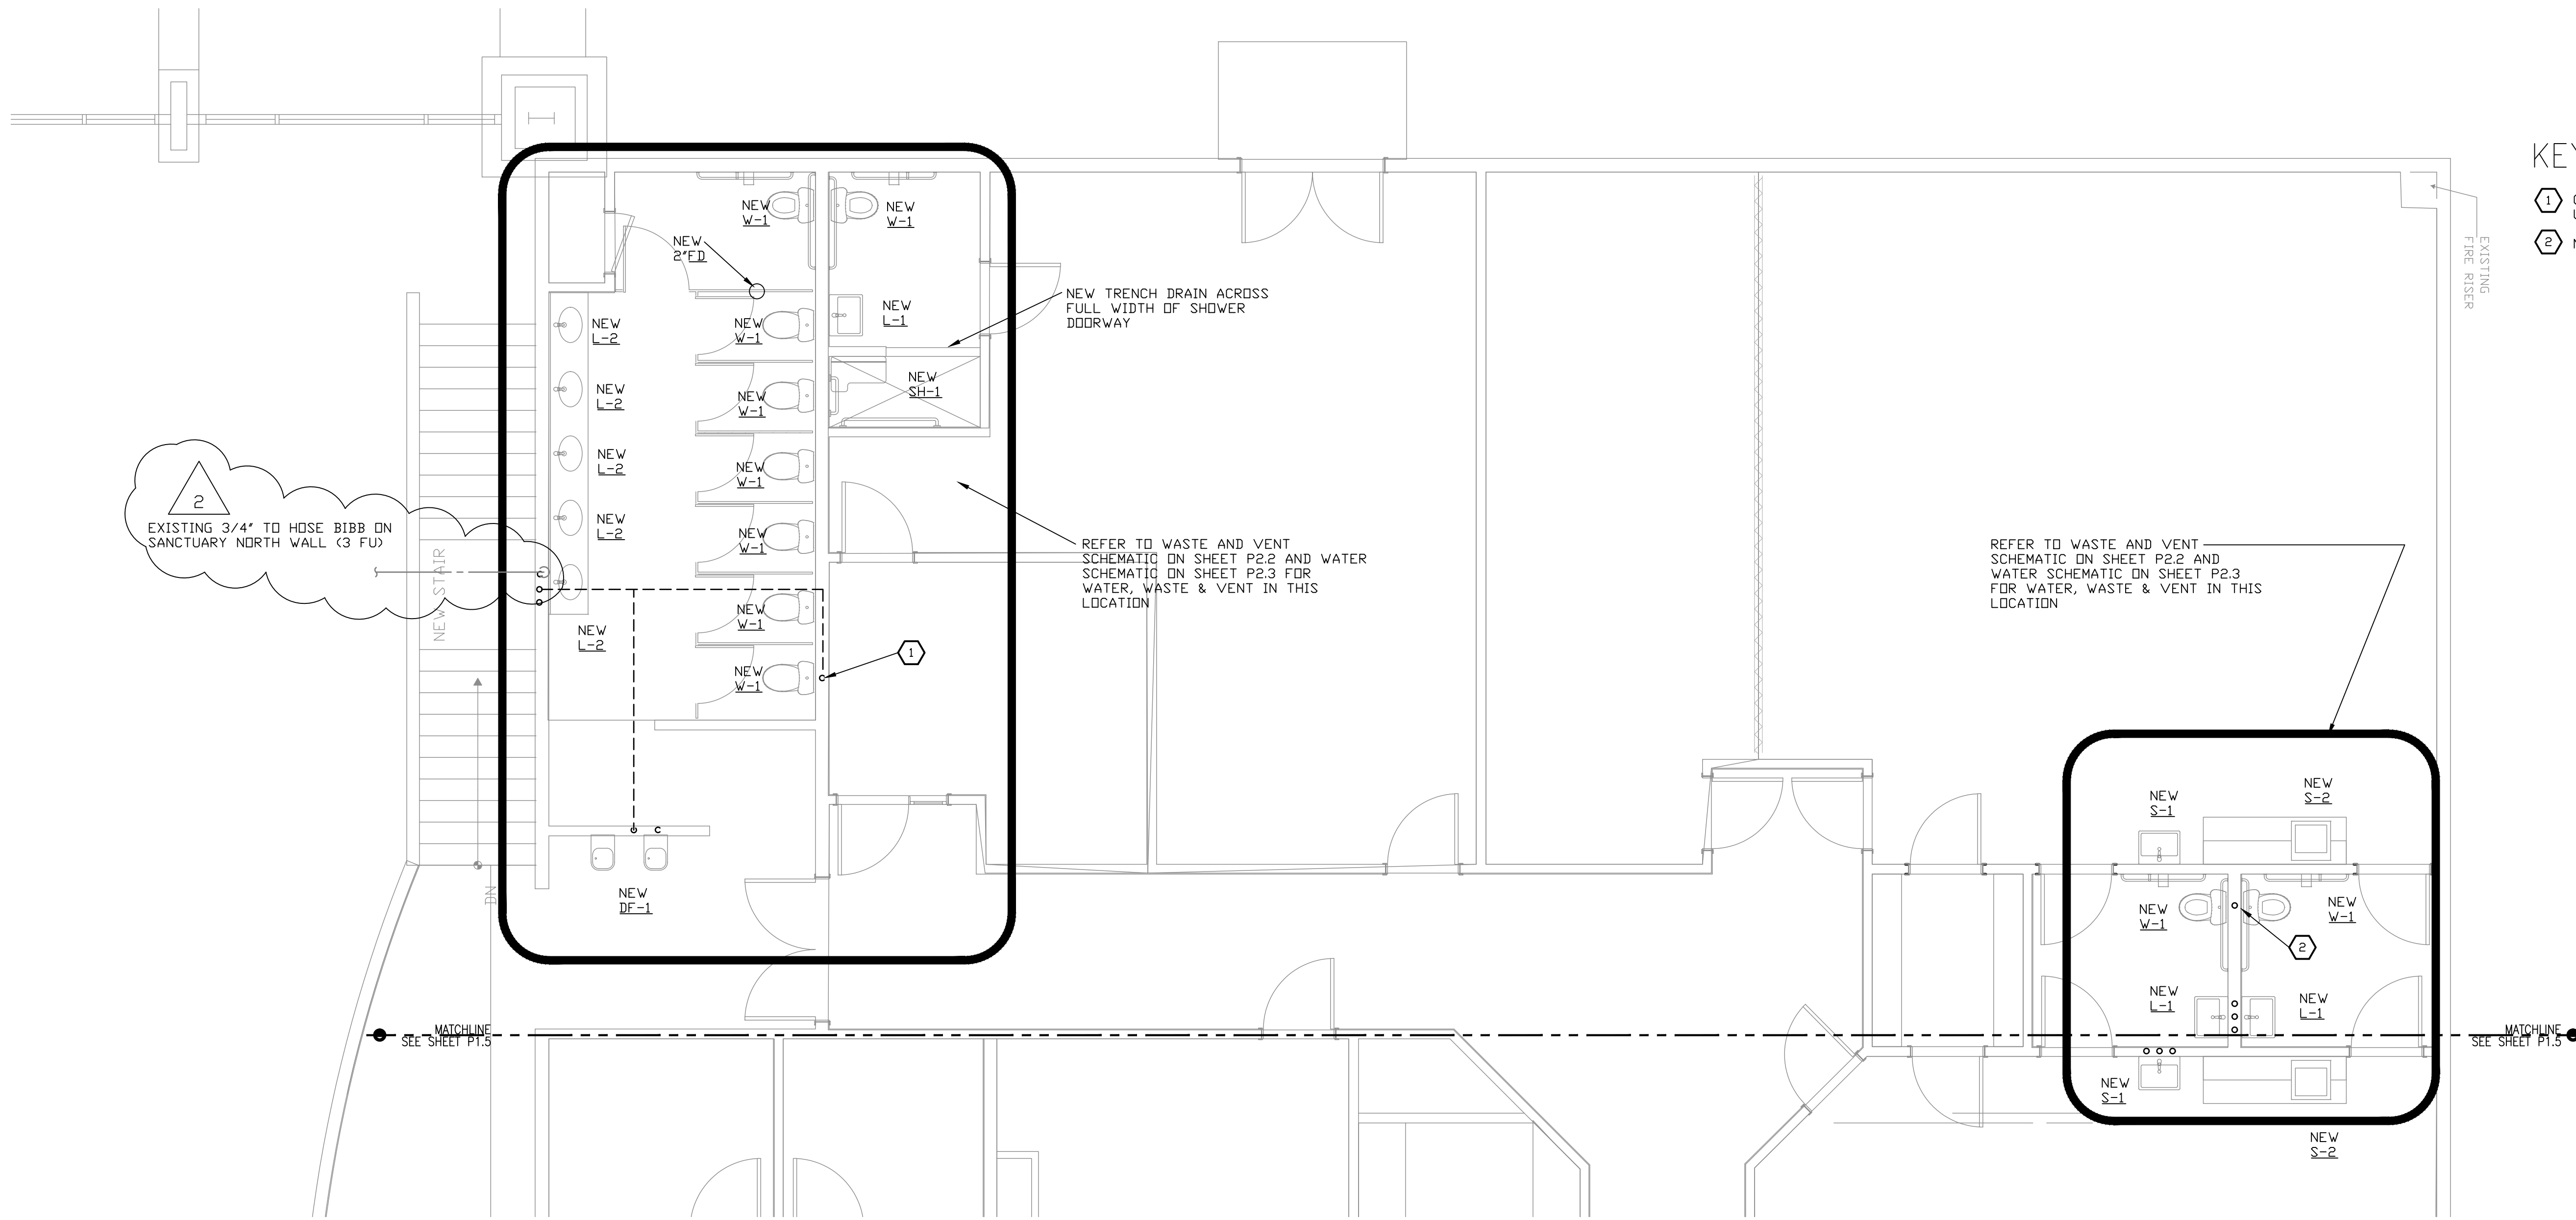 KEY
1
2
EXISTING
FIRE RISER
NEW
W-1
NEW
W-1
NEW
2"FD
NEW
L-1
NEW TRENCH DRAIN ACROSS
FULL WIDTH OF SHOWER
DOORWAY
NEW
L-2
NEW
W-1
NEW
SH-1
NEW
L-2
NEW
W-1
NEW
L-2
NEW
W-1
2
EXISTING 3/4" TO HOSE BIBB ON
SANCTUARY NORTH WALL (3 FU)
NEW STAIR
NEW
L-2
NEW
W-1
REFER TO WASTE AND VENT
SCHEMATIC ON SHEET P2.2 AND WATER
SCHEMATIC ON SHEET P2.3 FOR
WATER, WASTE & VENT IN THIS
LOCATION
REFER TO WASTE AND VENT
SCHEMATIC ON SHEET P2.2 AND
WATER SCHEMATIC ON SHEET P2.3
FOR WATER, WASTE & VENT IN THIS
LOCATION
NEW
W-1
NEW
L-2
1
NEW
W-1
NEW
S-1
NEW
S-2
DN
NEW
DF-1
NEW
W-1
NEW
W-1
2
NEW
L-1
NEW
L-1
MATCHLINE
SEE SHEET P1.5
MATCHLINE
SEE SHEET P1.5
NEW
S-1
NEW
S-2